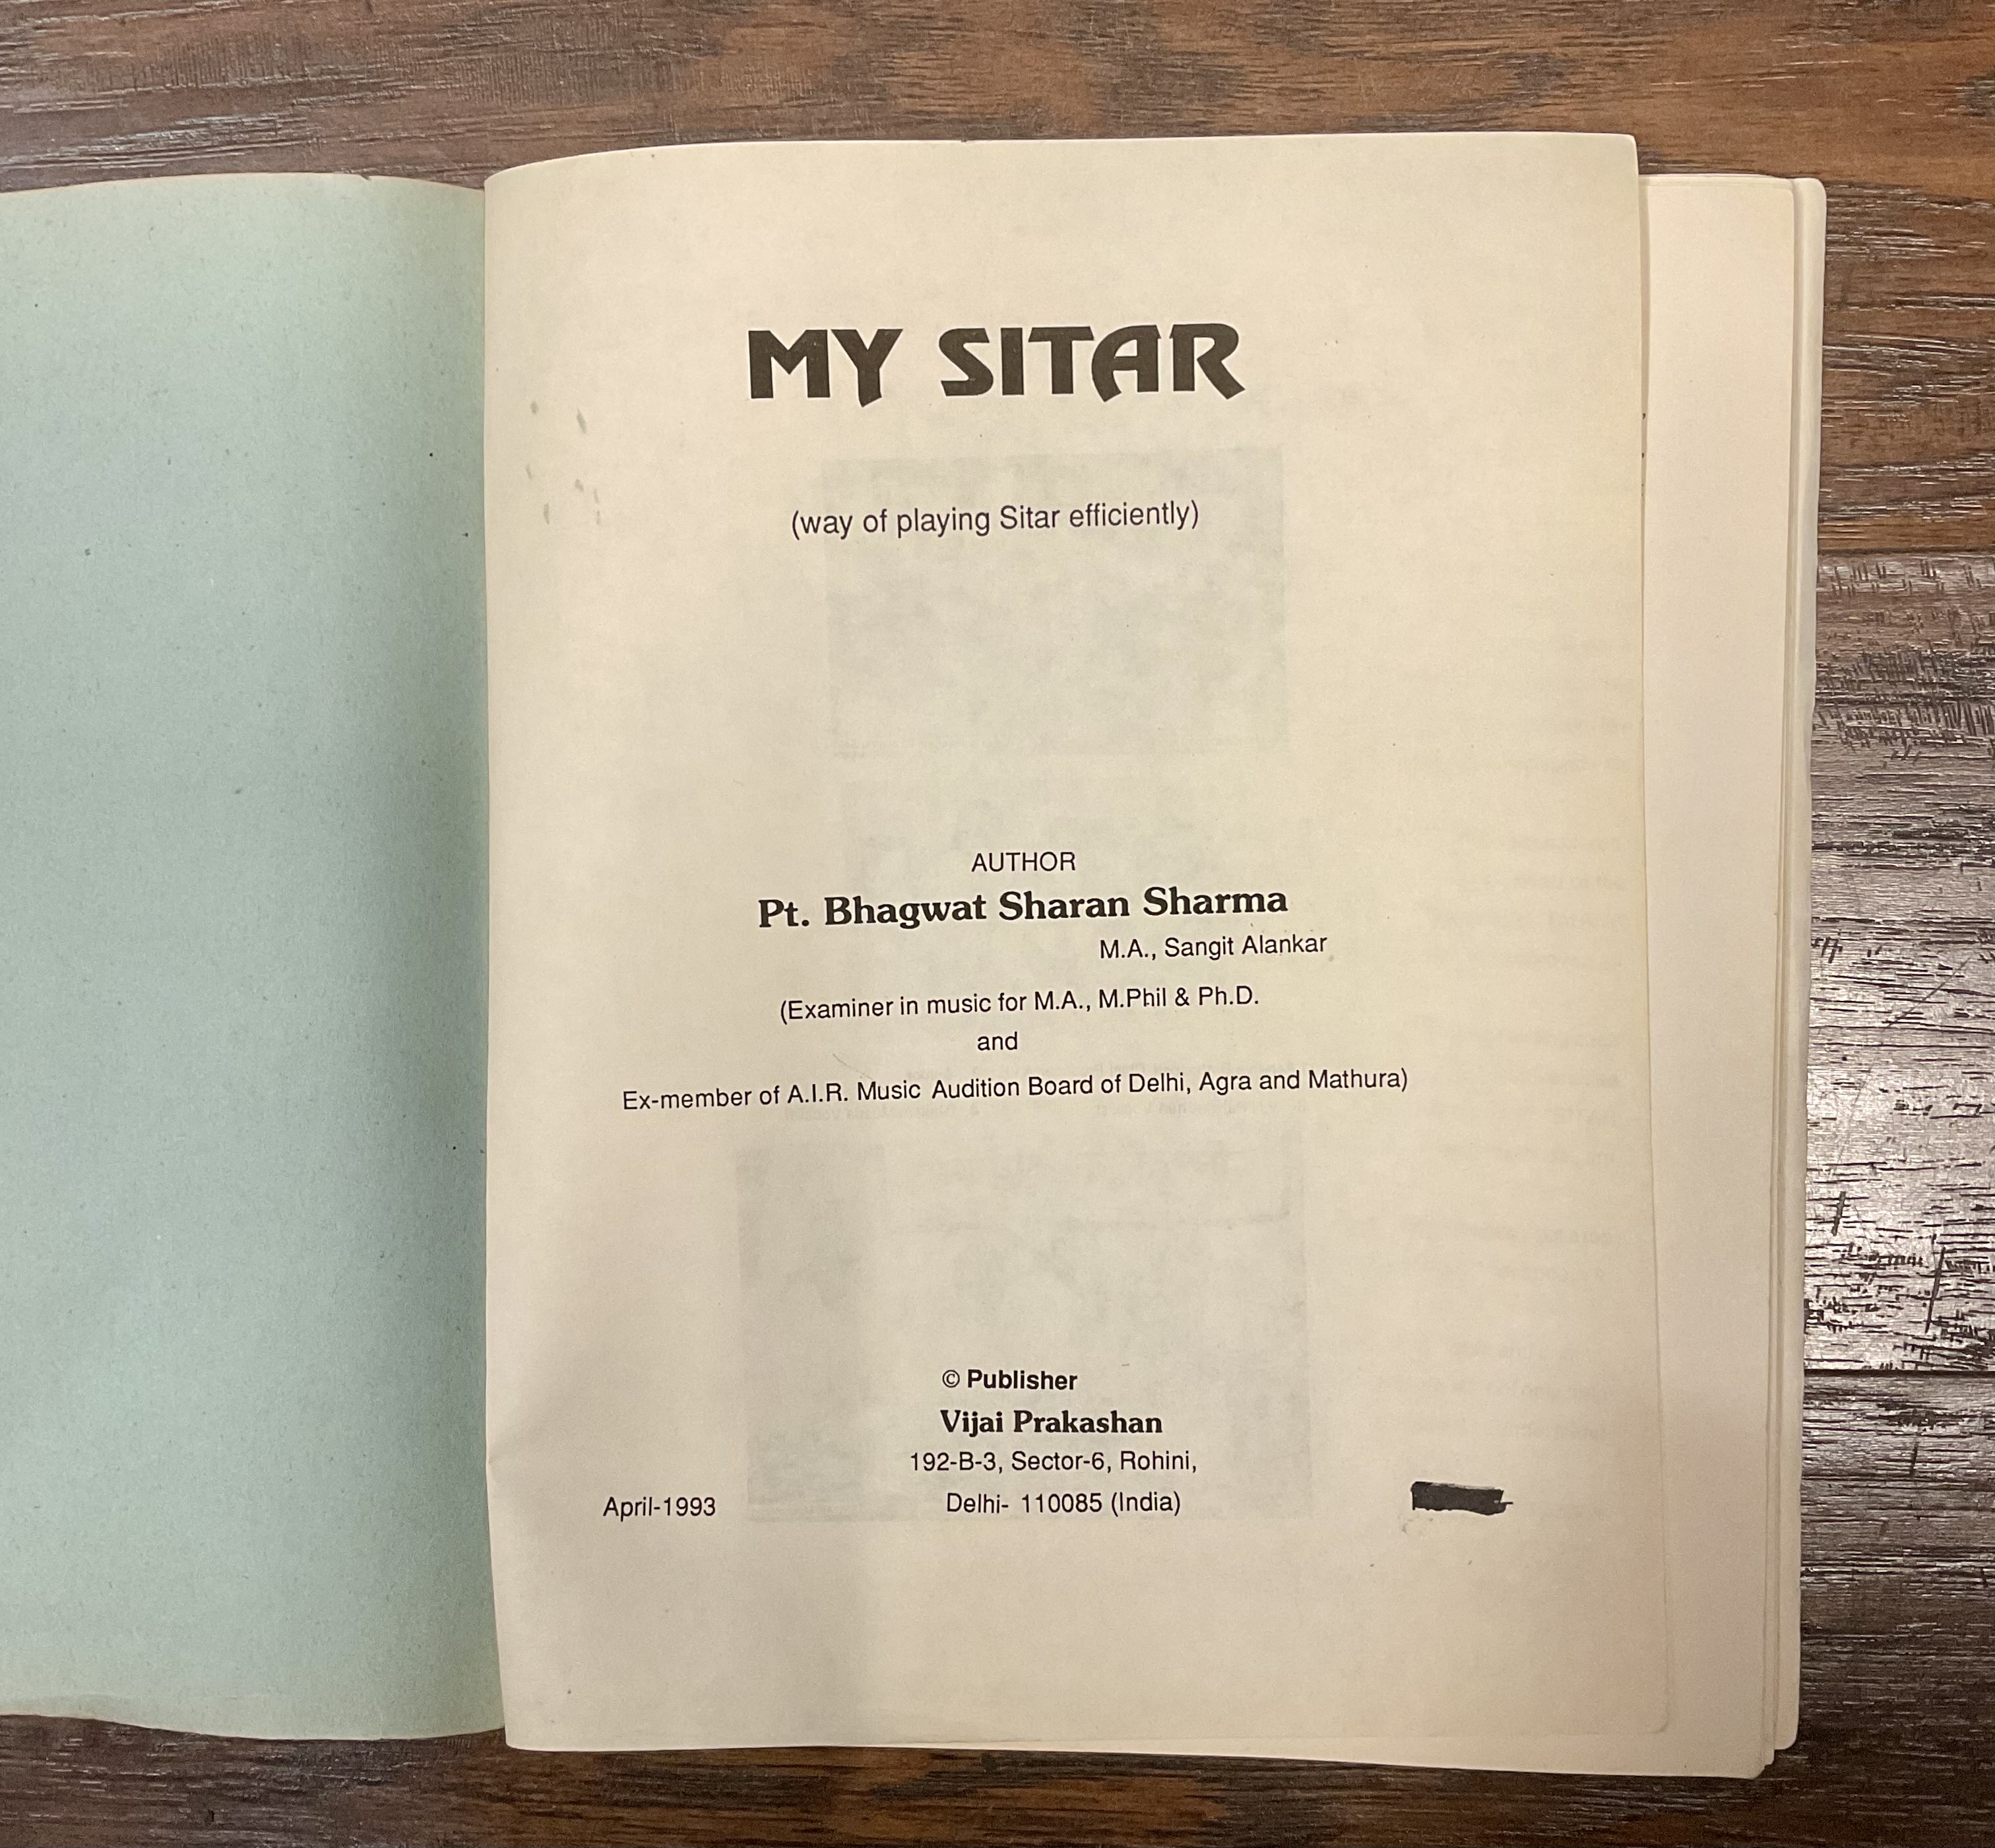 MY SITAR
(way of playing Sitar efficiently)
AUTHOR
Pt. Bhagwat Sharan Sharma
M.A., Sangit Alankar
(Examiner in music for M.A., M.Phil & Ph.D.
and
Ex-member of A.I.R. Music Audition Board of Delhi, Agra and Mathura)
© Publisher
Vijai Prakashan
192-B-3, Sector-6, Rohini,
April-1993 Delhi- 110085 (India)